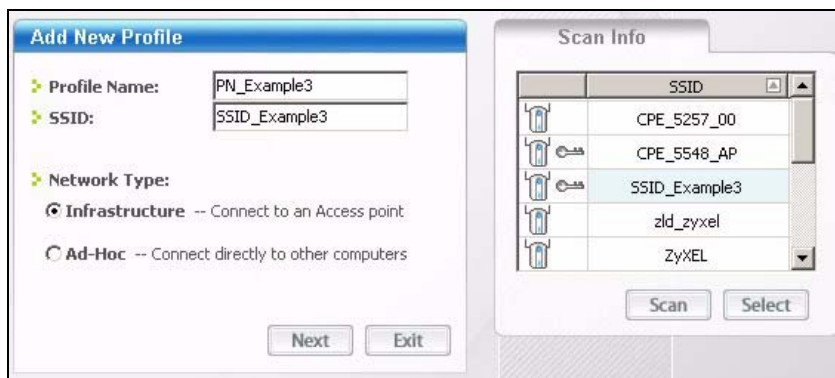 Add New Profile
Profile Name: PN_Example3
SSID: SSID_Example3
Network Type:
Infrastructure -- Connect to an Access point
Ad-Hoc -- Connect directly to other computers
Next Exit
Scan Info
SSID
CPE_5257_00
CPE_5548_AP
SSID_Example3
zld_zyxel
ZyXEL
Scan Select